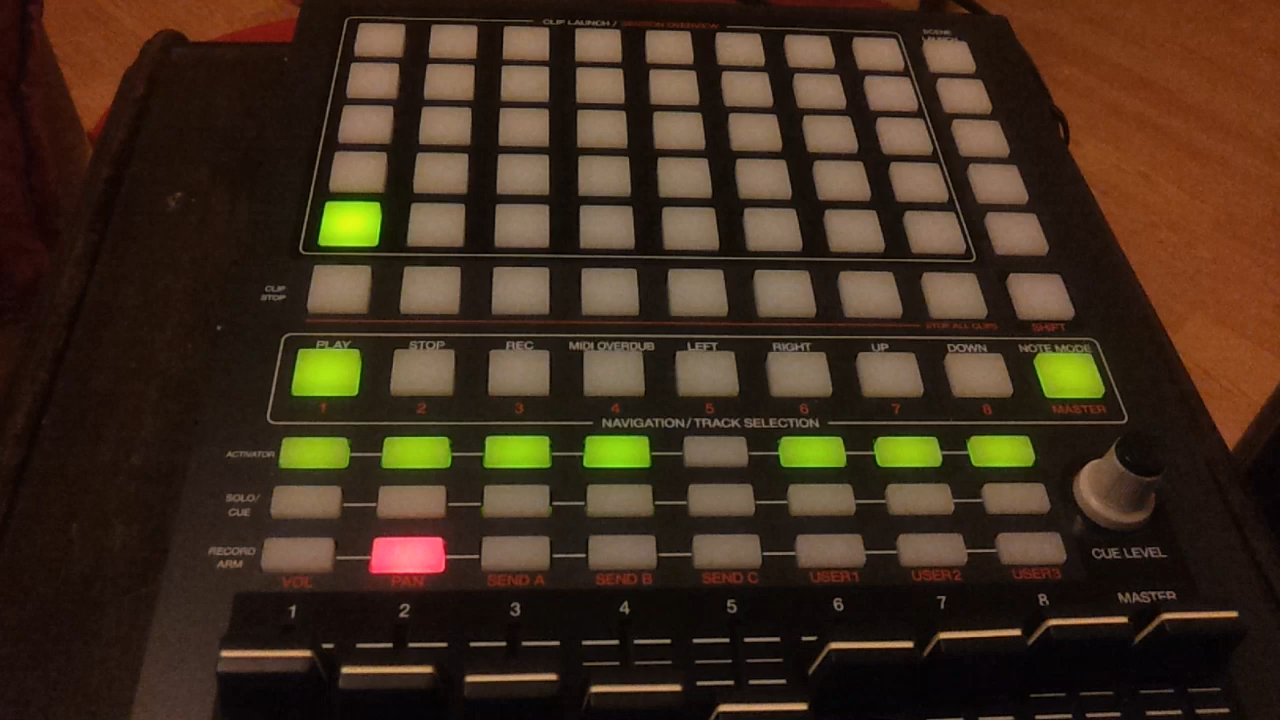 CLIP LAUNCH / SESSION OVERVIEW
SCENE LAUNCH
CLIP STOP
STOP ALL CLIPS
SHIFT
PLAY STOP REC MIDI OVERDUB LEFT RIGHT UP DOWN NOTE MODE
1 2 3 4 5 6 7 8 MASTER
NAVIGATION / TRACK SELECTION
ACTIVATOR
SOLO/
CUE
RECORD
ARM
CUE LEVEL
VOL PAN SEND A SEND B SEND C USER1 USER2 USER3
1 2 3 4 5 6 7 8 MASTER